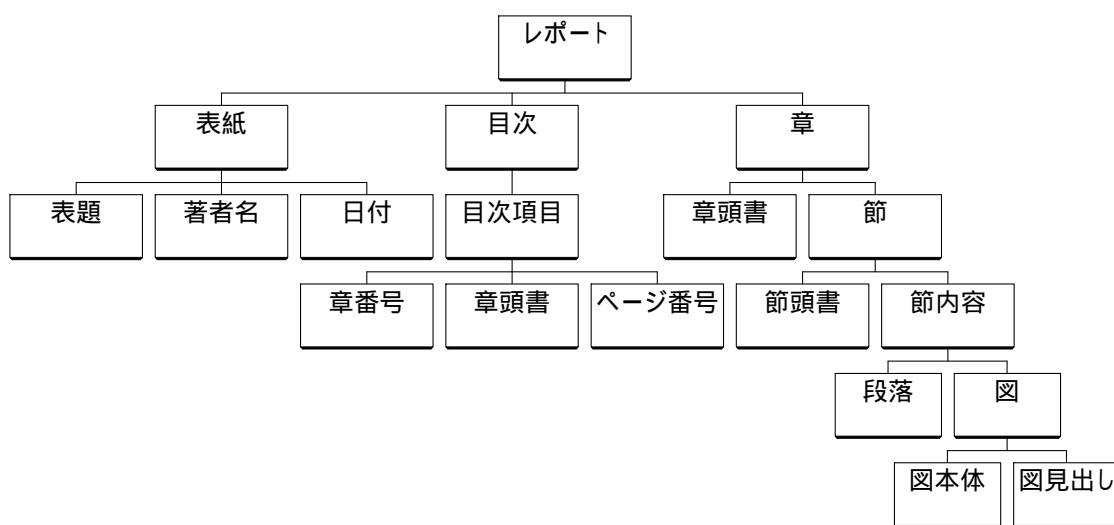 レポート
表紙
目次
章
表題
著者名
日付
目次項目
章頭書
節
章番号
章頭書
ページ番号
節頭書
節内容
段落
図
図本体
図見出し